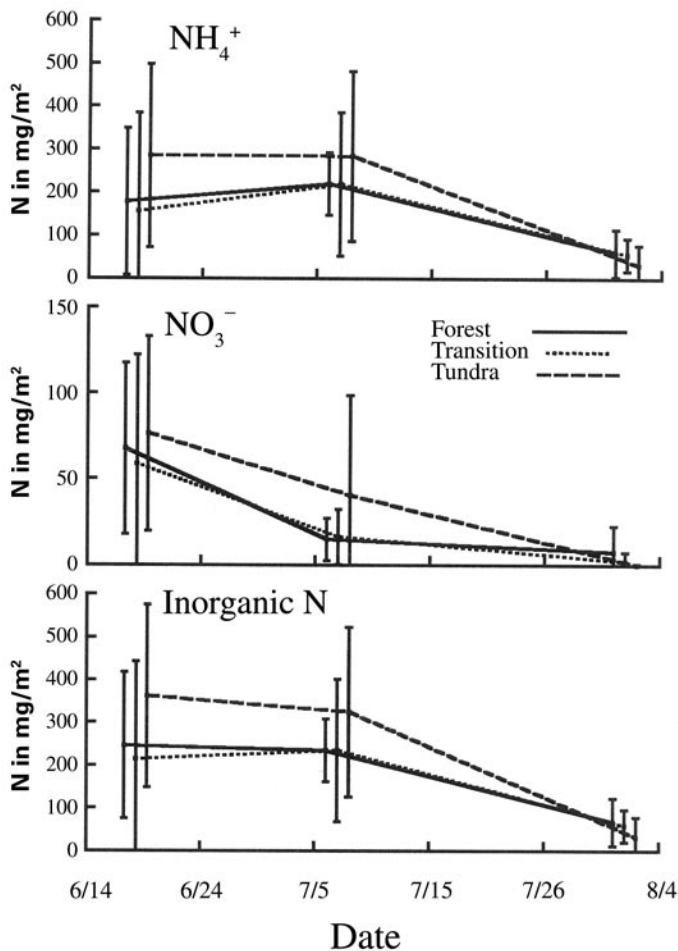 600
500
400
300
200
100
0
N in mg/m²
NH₄⁺
150
100
50
0
N in mg/m²
NO₃⁻
Forest
Transition
Tundra
600
500
400
300
200
100
0
N in mg/m²
Inorganic N
6/14 6/24 7/5 7/15 7/26 8/4
Date